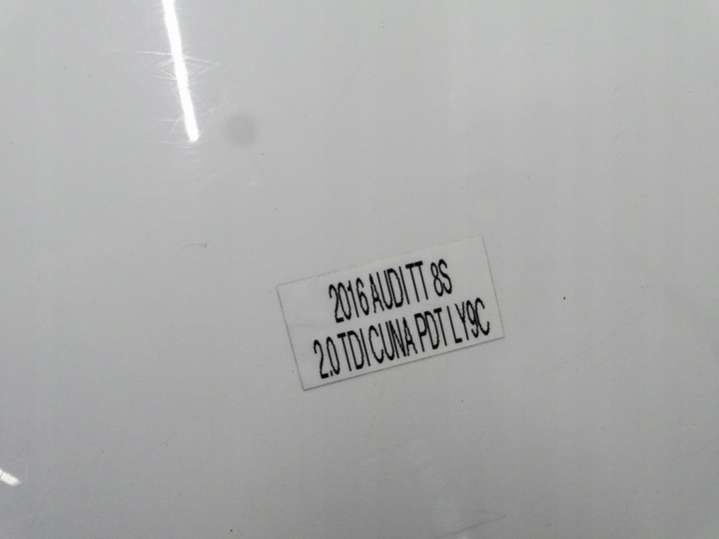 2016 AUDI TT 8S
2.0 TDI CUNA PDT LY9C